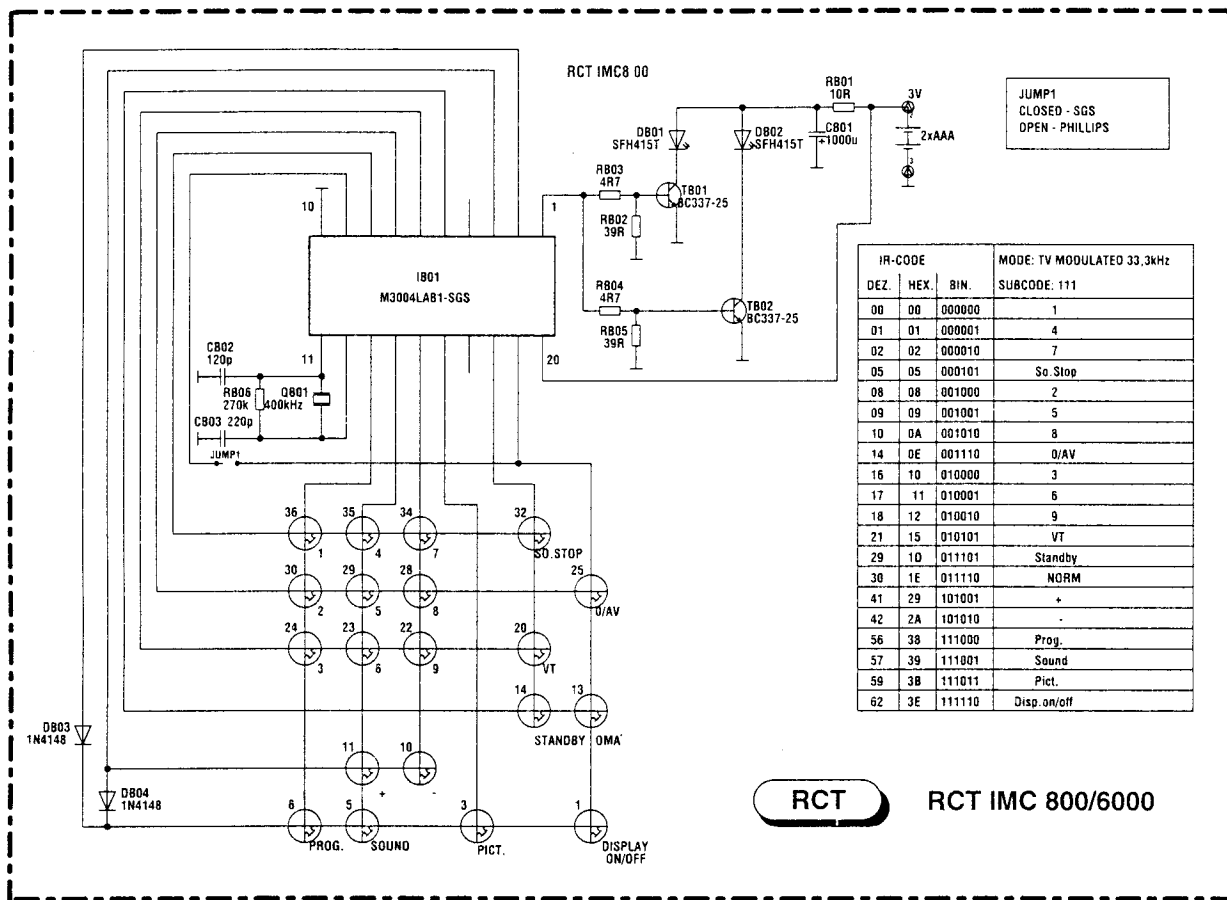 RCT IMC8 00
RB01
10R
3V
2xAAA
DB01
SFH415T
DB02
SFH415T
CB01
+1000u
JUMP1
CLOSED - SGS
OPEN - PHILLIPS
RB03
4R7
TB01
BC337-25
RB02
39R
10
1
IB01
M3004LAB1-SGS
RB04
4R7
TB02
BC337-25
RB05
39R
11
20
CB02
120p
RB06
270k
QB01
400kHz
CB03 220p
JUMP1
IR-CODE MODE: TV MODULATED 33,3kHz
DEZ. HEX. BIN. SUBCODE: 111
00 00 000000 1
01 01 000001 4
02 02 000010 7
05 05 000101 So.Stop
08 08 001000 2
09 09 001001 5
10 0A 001010 8
14 0E 001110 0/AV
16 10 010000 3
17 11 010001 6
18 12 010010 9
21 15 010101 VT
29 1D 011101 Standby
30 1E 011110 NORM
41 29 101001 +
42 2A 101010 -
56 38 111000 Prog.
57 39 111001 Sound
59 3B 111011 Pict.
62 3E 111110 Disp.on/off
36 35 34 32
1 4 7 SO.STOP
30 29 28 25
2 5 8 0/AV
24 23 22 20
3 6 9 VT
14 13
STANDBY OMA
DB03
1N4148
11 10
+ -
DB04
1N4148
6 5 3 1
PROG. SOUND PICT. DISPLAY
ON/OFF
RCT RCT IMC 800/6000